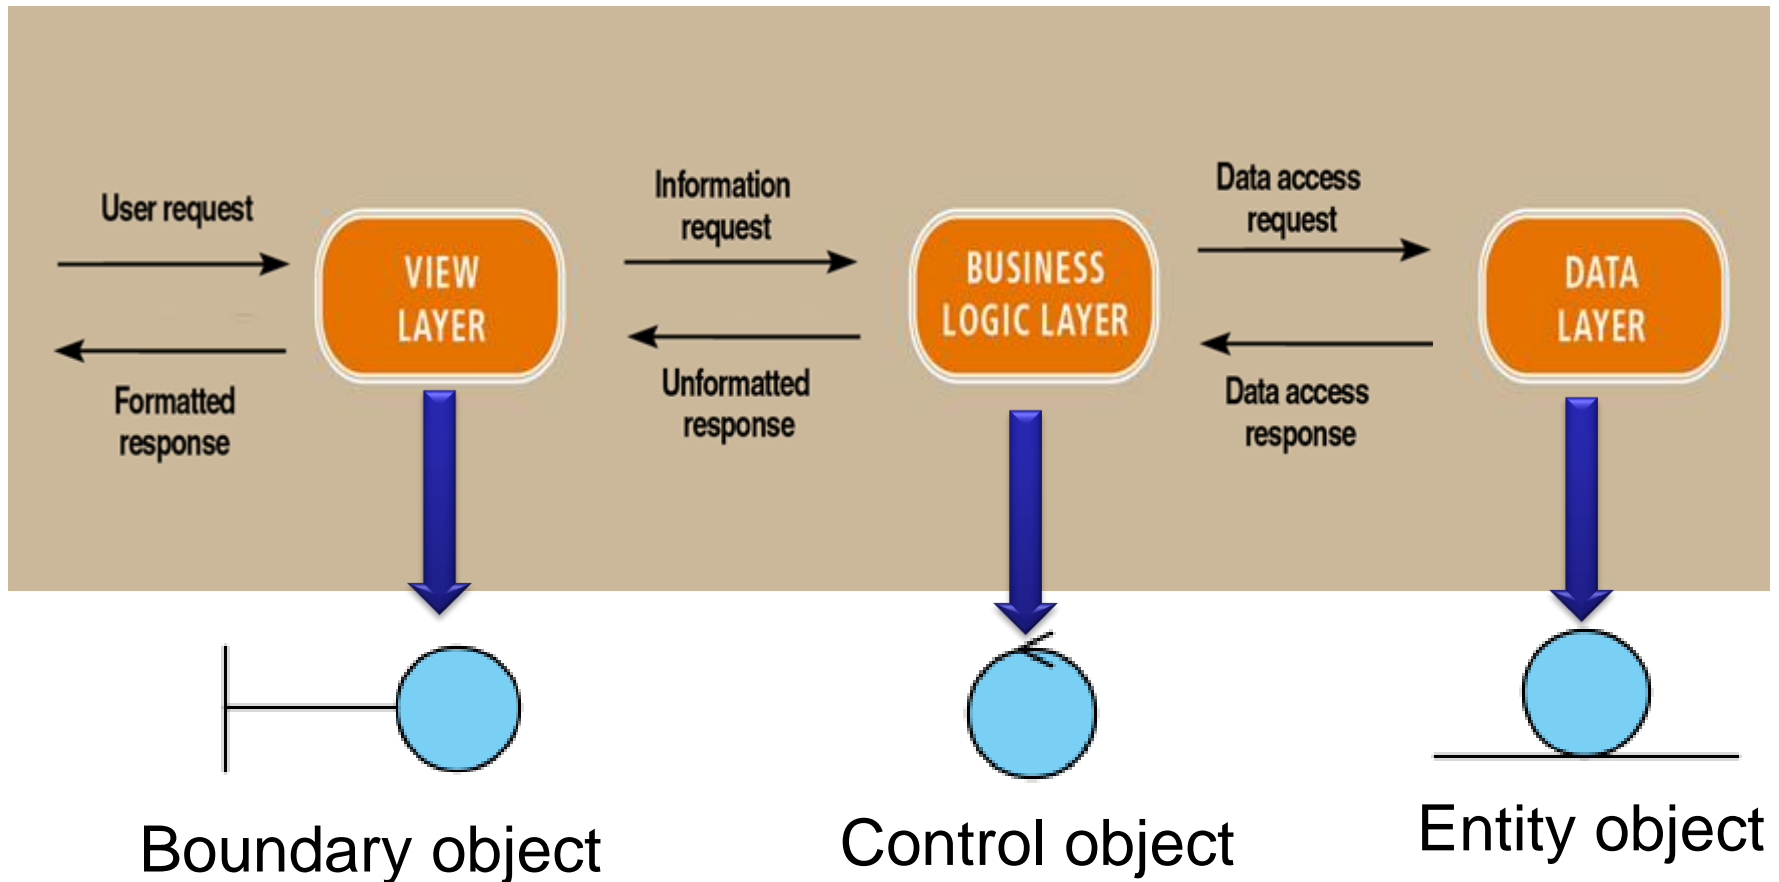 User request
Formatted
response
VIEW
LAYER
Information
request
Unformatted
response
BUSINESS
LOGIC LAYER
Data access
request
Data access
response
DATA
LAYER
Boundary object
Control object
Entity object